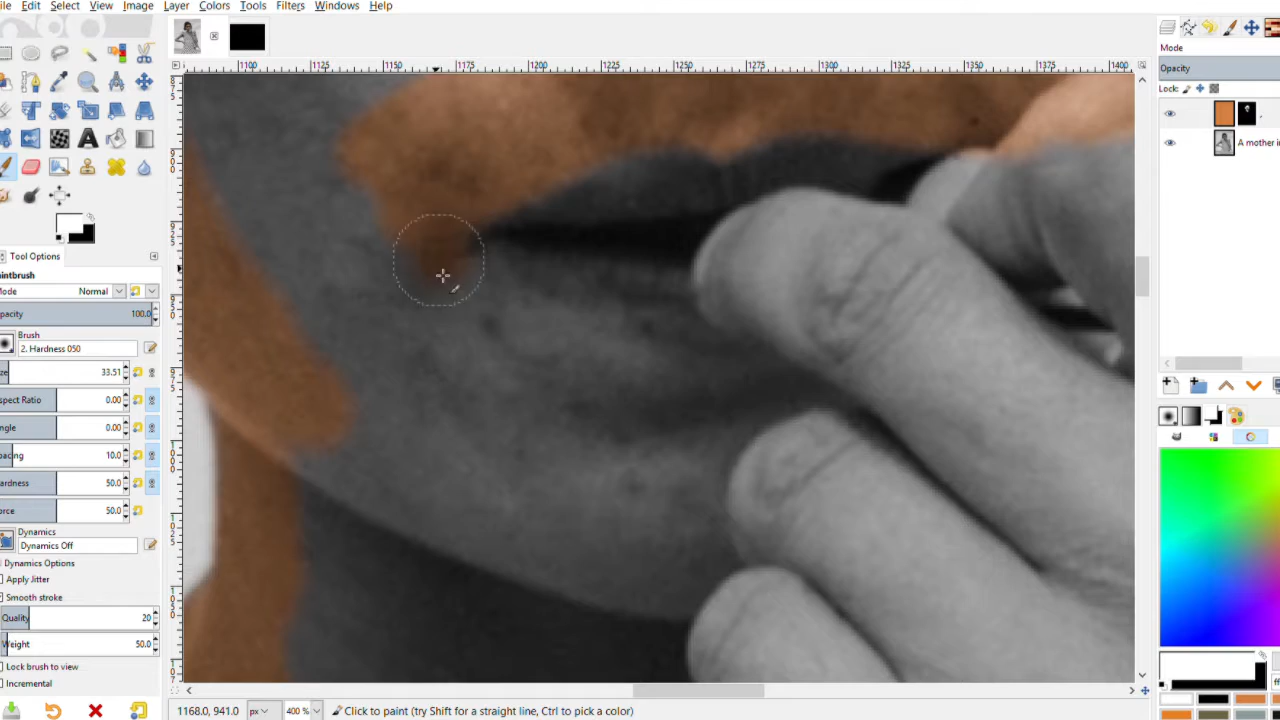 ile Edit Select View Image Layer Colors Tools Filters Windows Help
1100 1125 1150 1175 1200 1225 1250 1275 1300 1325 1350 1375 1400
Mode
Opacity
Lock:
A mother i
Tool Options
aintbrush
Mode Normal
pacity 100.0
Brush
2. Hardness 050
ize 33.51
spect Ratio 0.00
ngle 0.00
pacing 10.0
ardness 50.0
orce 50.0
Dynamics
Dynamics Off
Dynamics Options
Apply Jitter
Smooth stroke
Quality 20
Weight 50.0
Lock brush to view
Incremental
ff
1168.0, 941.0 px 400 % Click to paint (try Shift for a straight line, Ctrl to pick a color)